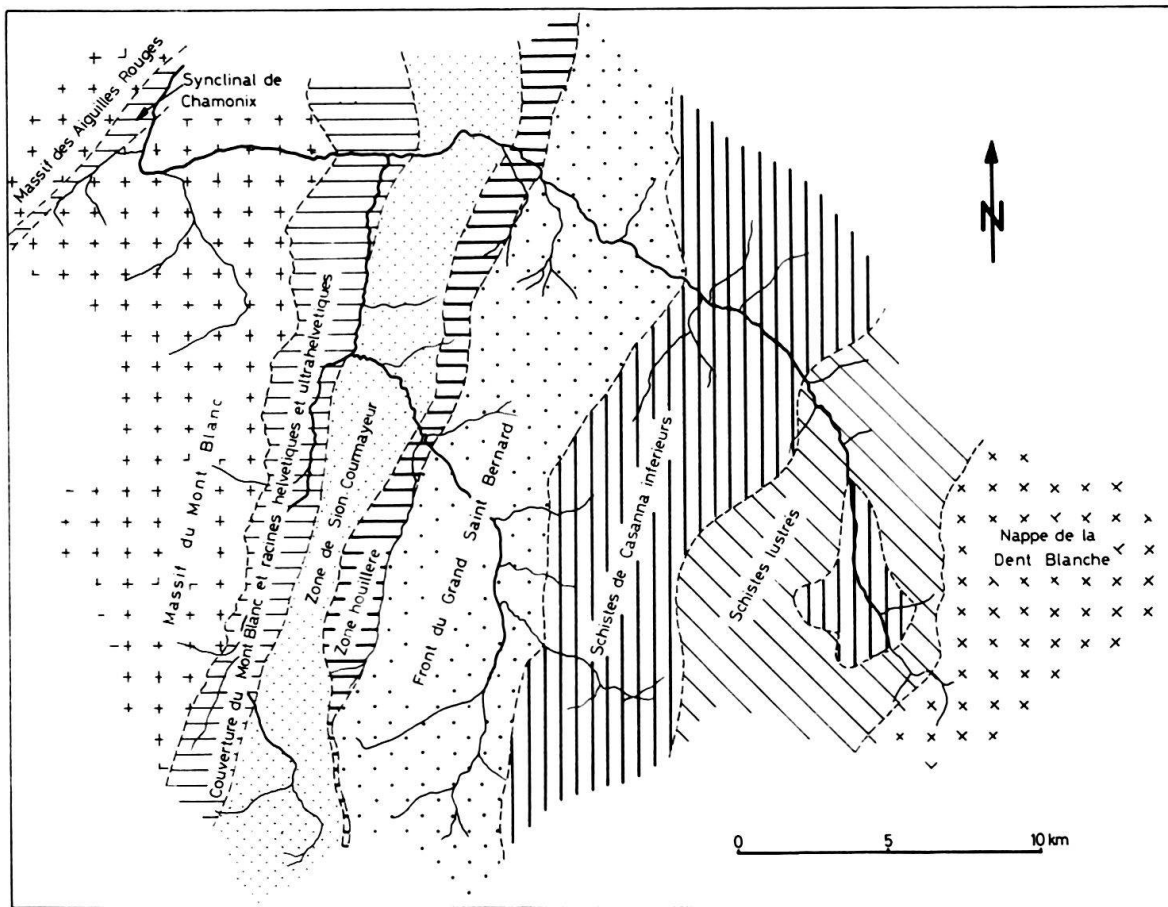 Massif des Aiguilles Rouges
Synclinal de
Chamonix
N
Massif du Mont Blanc
Couverture du Mont Blanc et racines helvetiques et ultrahelvetiques
Zone de Sion-Courmayeur
Zone houillère
Front du Grand Saint Bernard
Schistes de Casanna inferieurs
Schistes lustrés
Nappe de la
Dent Blanche
0 5 10 km